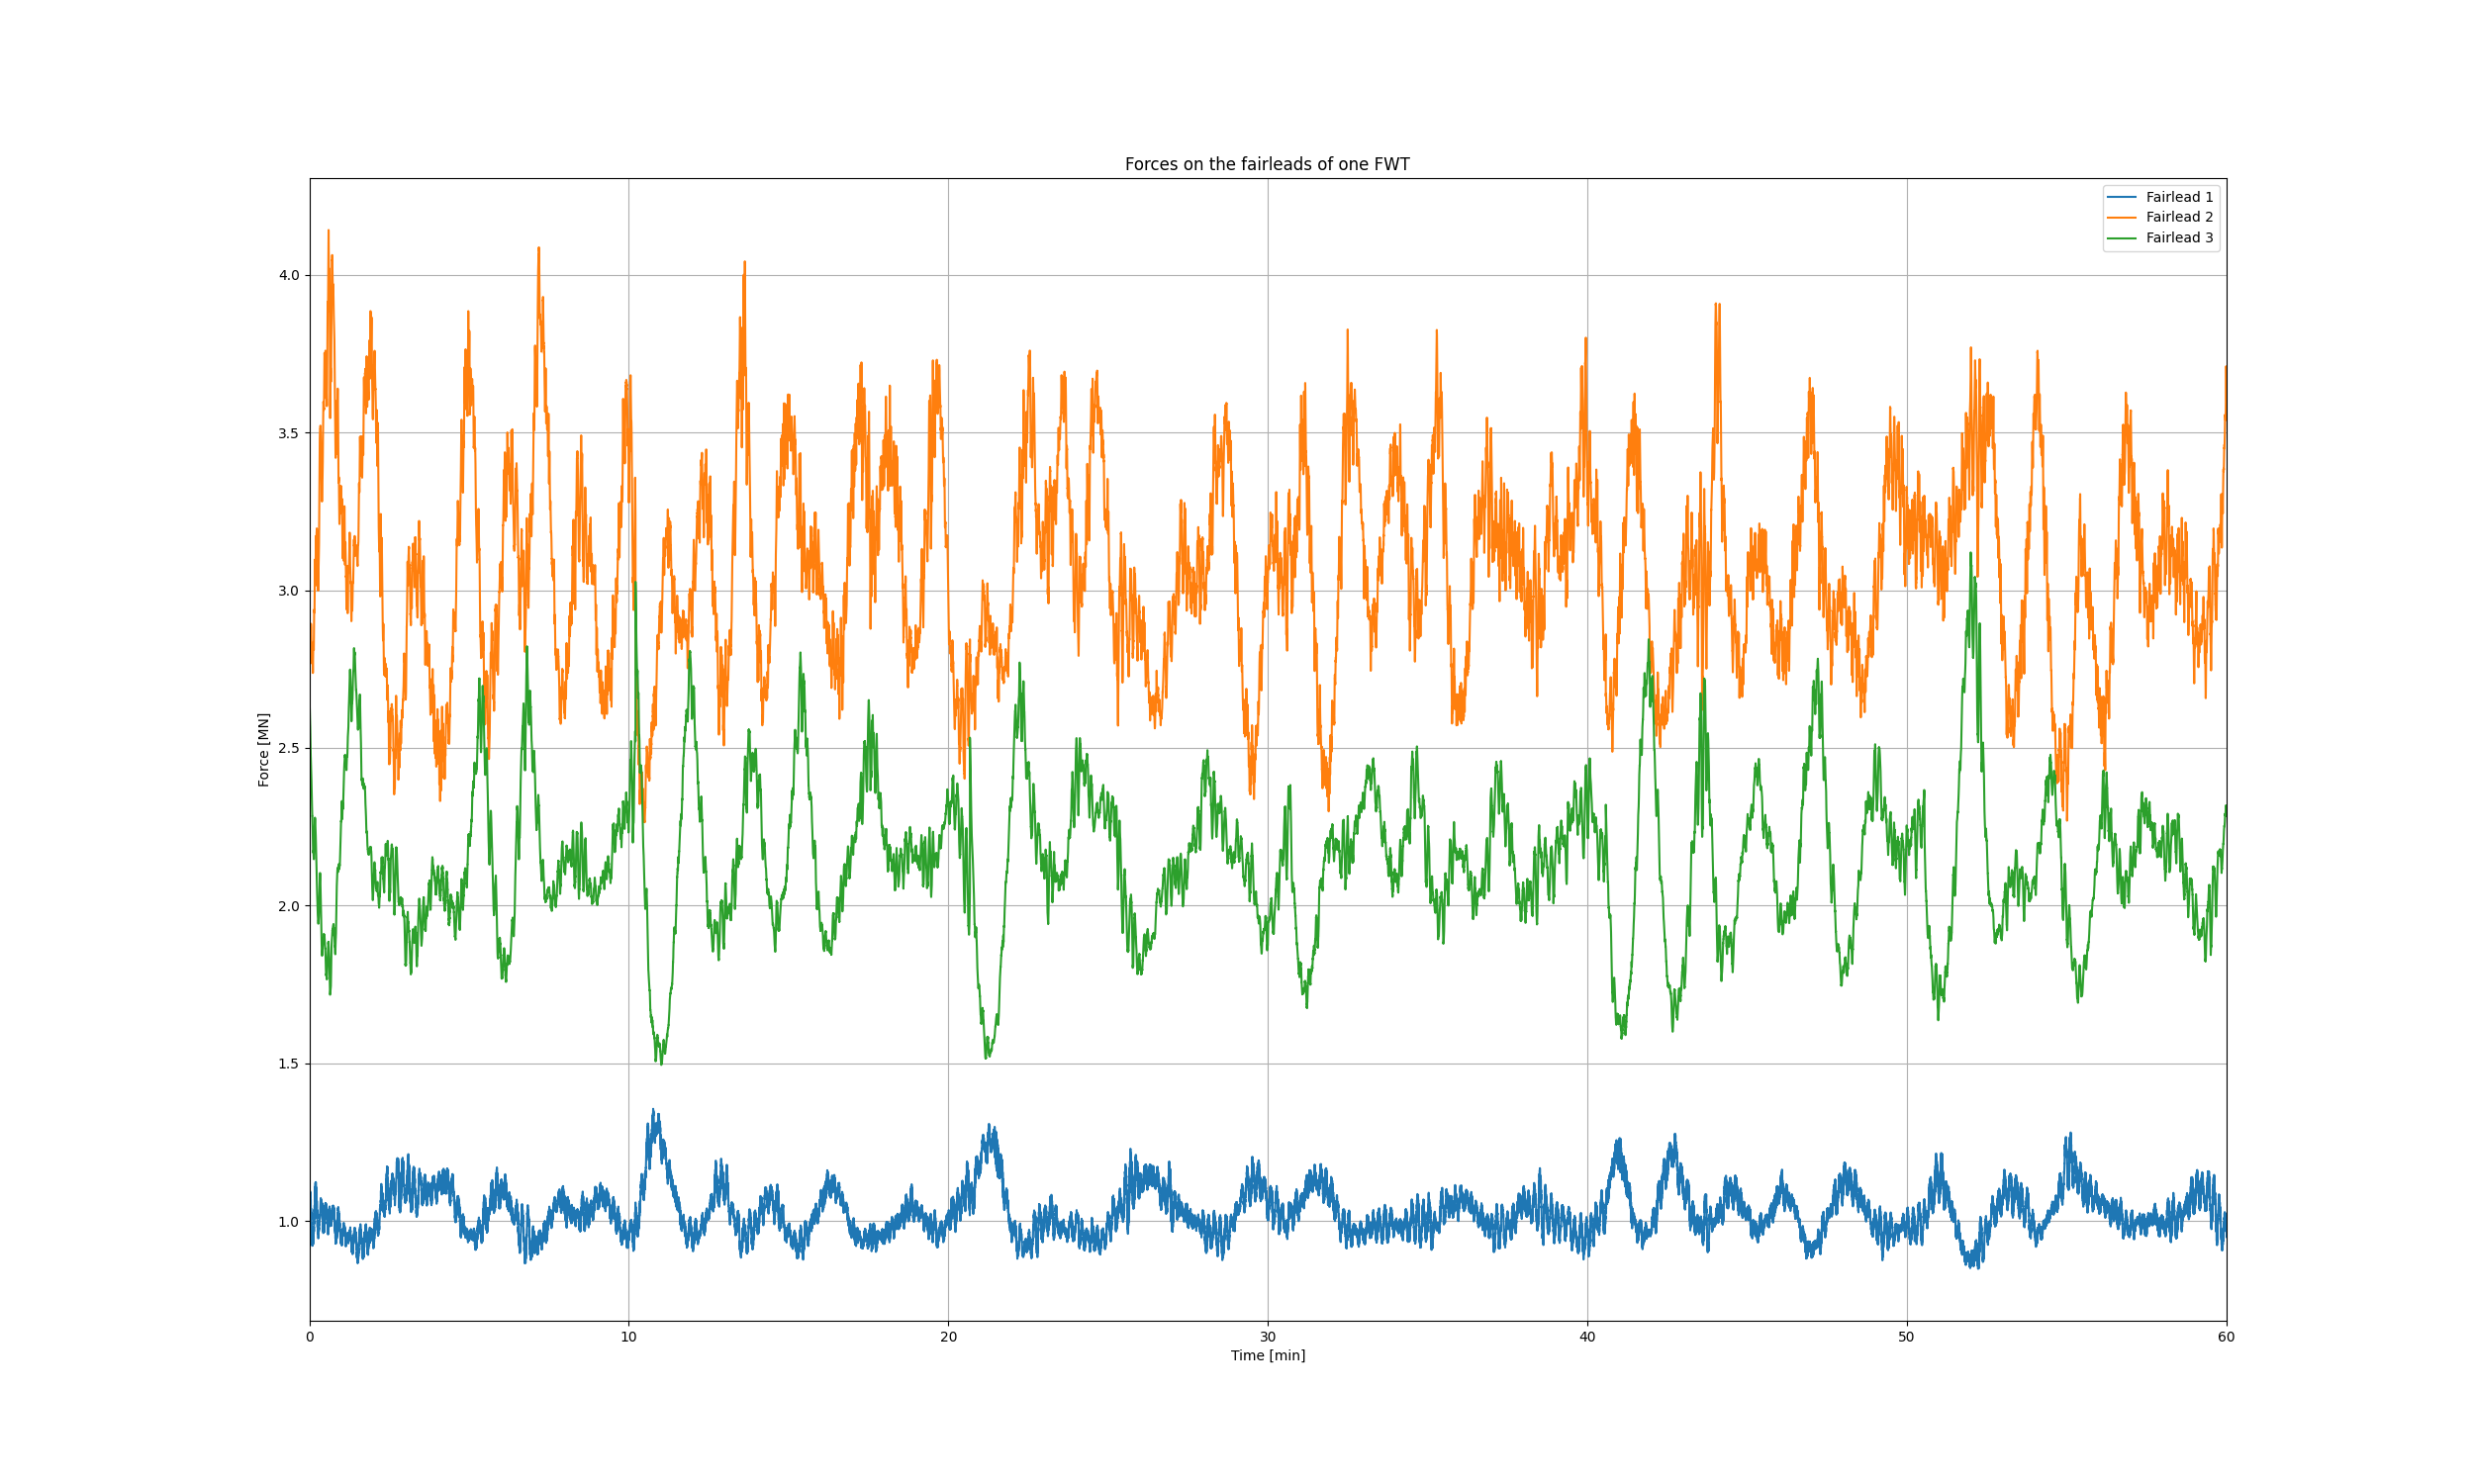 Forces on the fairleads of one FWT
Fairlead 1
Fairlead 2
Fairlead 3
Force [MN]
4.0
3.5
3.0
2.5
2.0
1.5
1.0
0 10 20 30 40 50 60
Time [min]